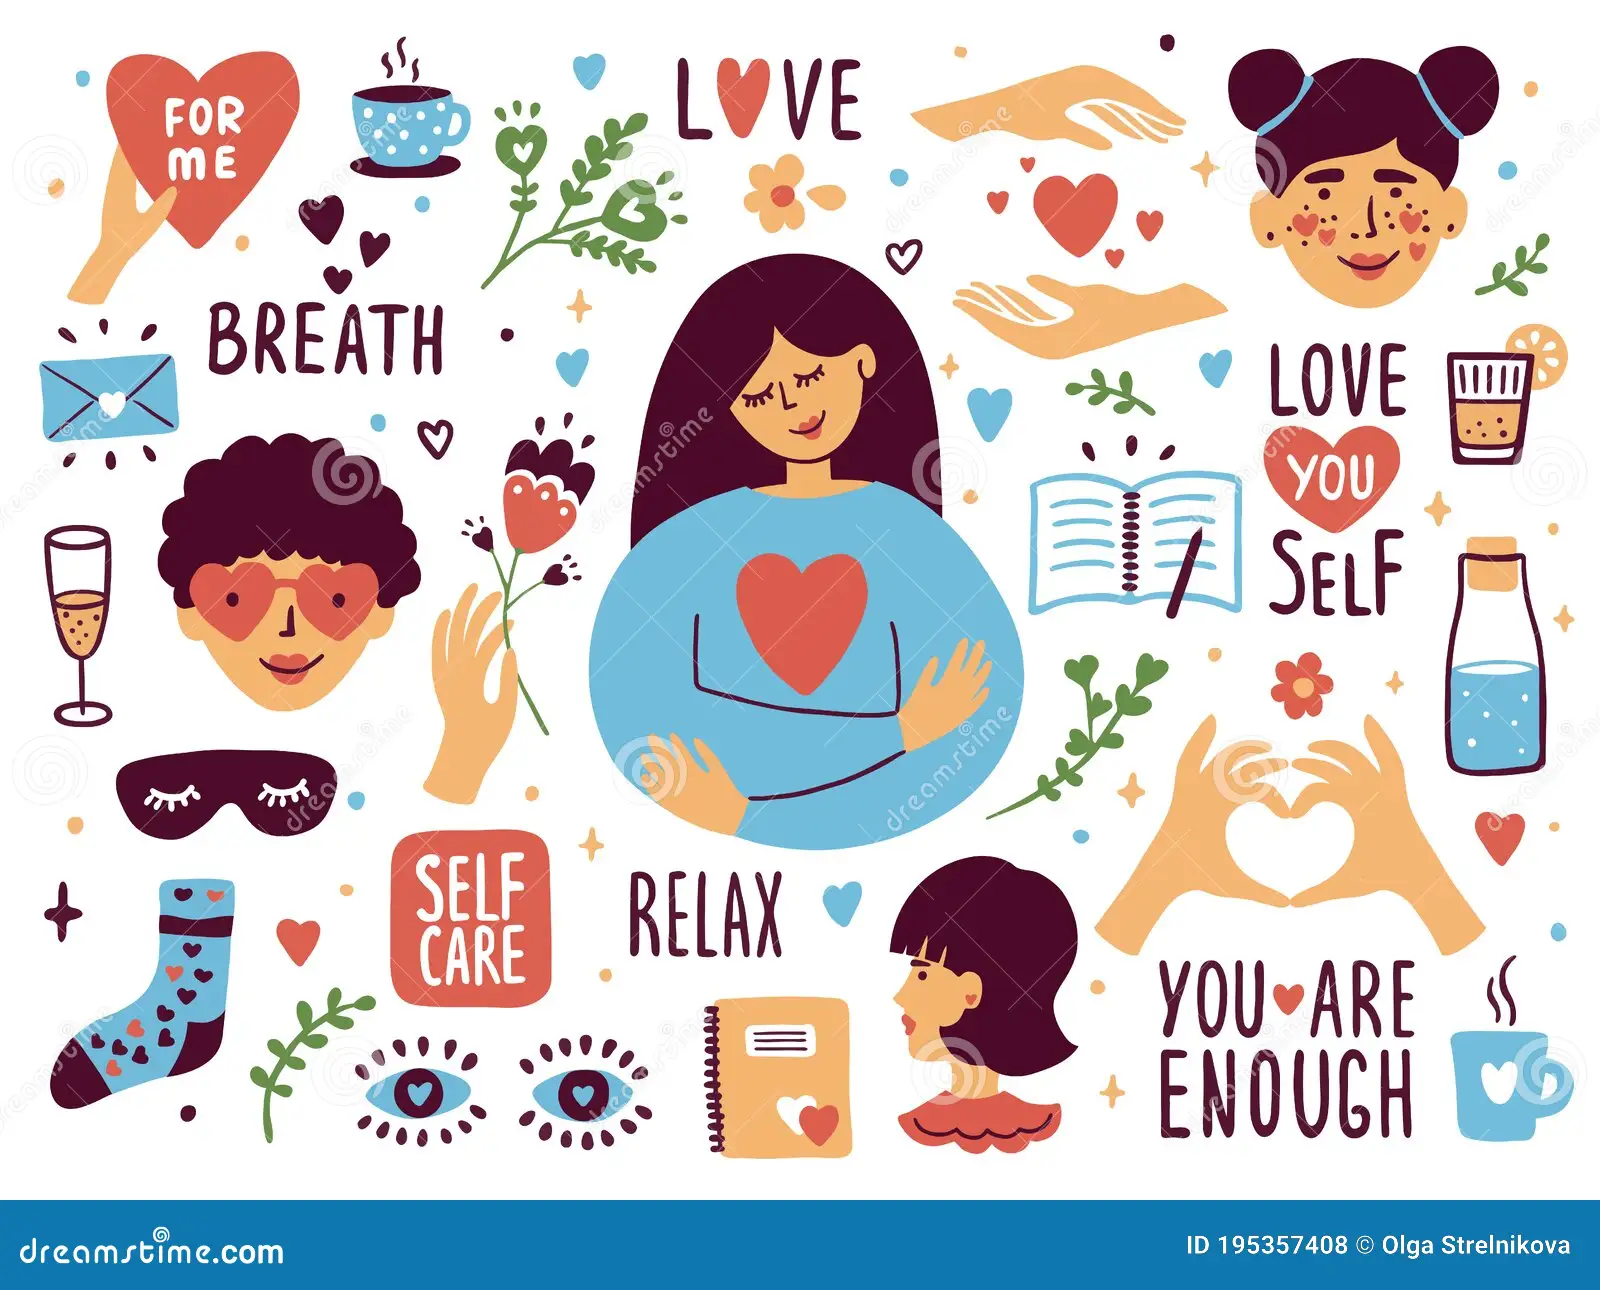 FOR
ME
LOVE
BREATH
LOVE
YOU
SELF
SELF
CARE
RELAX
YOU ARE
ENOUGH
dreamstime.com
ID 195357408 © Olga Strelnikova